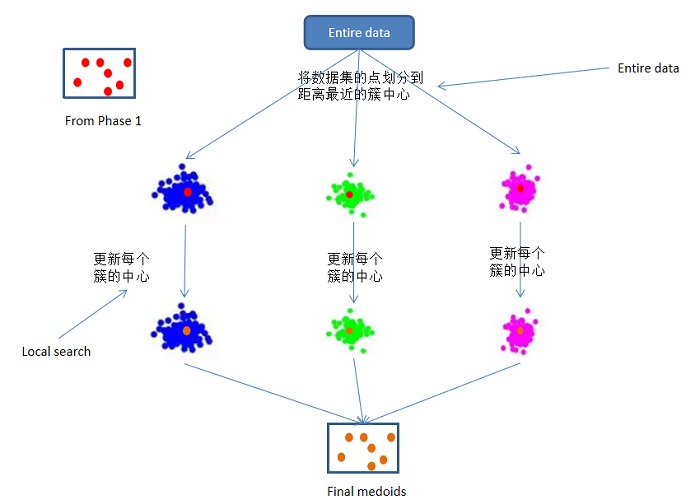 Entire data
将数据集的点划分到
距离最近的簇中心
Entire data
From Phase 1
更新每个
簇的中心
更新每个
簇的中心
更新每个
簇的中心
Local search
Final medoids